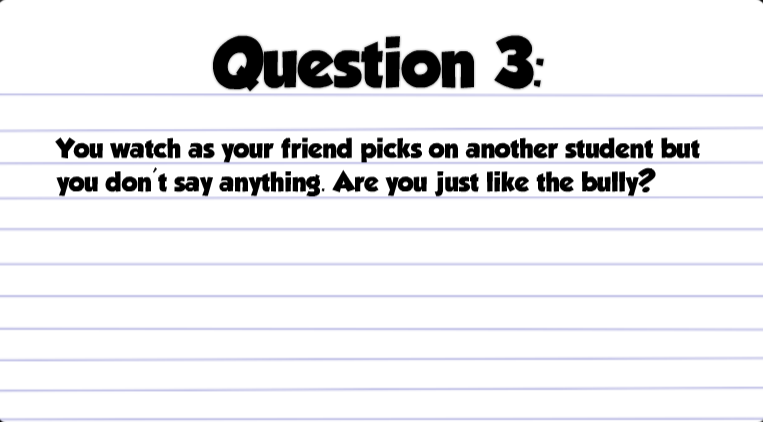 Question 3:
You watch as your friend picks on another student but
you don't say anything. Are you just like the bully?